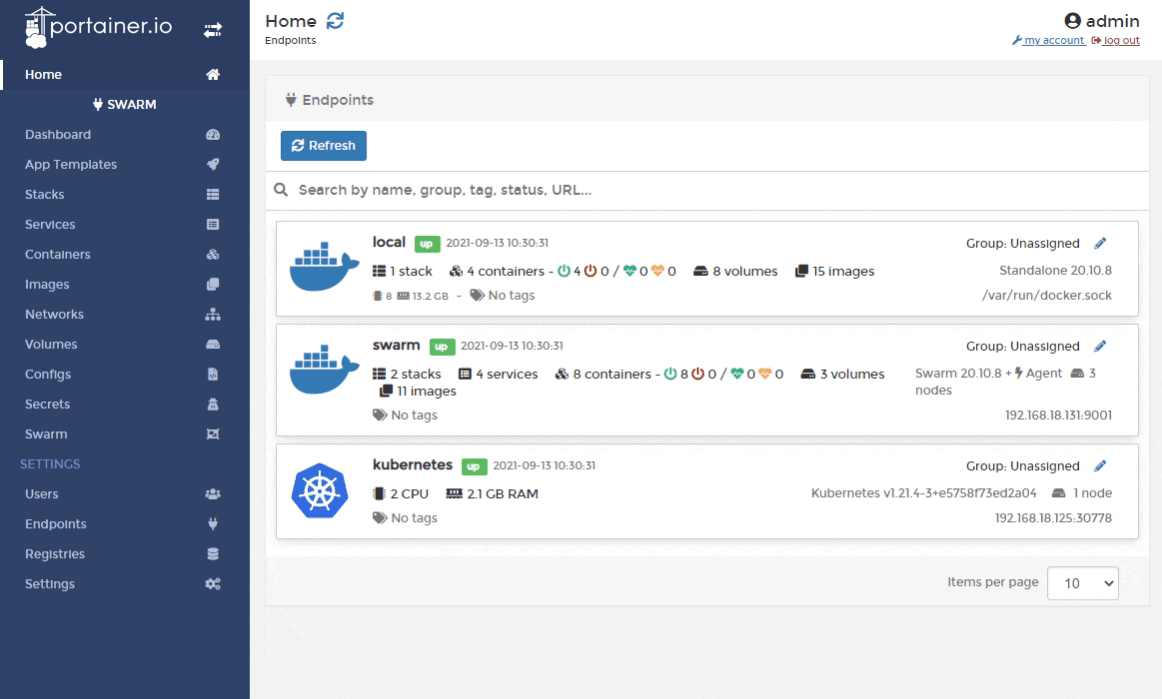 portainer.io
Home
SWARM
Dashboard
App Templates
Stacks
Services
Containers
Images
Networks
Volumes
Configs
Secrets
Swarm
SETTINGS
Users
Endpoints
Registries
Settings
Home
Endpoints
admin
my account log out
Endpoints
Refresh
Search by name, group, tag, status, URL...
local up 2021-09-13 10:30:31 Group: Unassigned
1 stack 4 containers - 4 0 / 0 0 8 volumes 15 images Standalone 20.10.8
8 13.2 GB - No tags /var/run/docker.sock
swarm up 2021-09-13 10:30:31 Group: Unassigned
2 stacks 4 services 8 containers - 8 0 / 0 0 3 volumes Swarm 20.10.8 + Agent 3
11 images nodes
No tags 192.168.18.131:9001
kubernetes up 2021-09-13 10:30:31 Group: Unassigned
2 CPU 2.1 GB RAM Kubernetes v1.21.4-3+e5758f73ed2a04 1 node
No tags 192.168.18.125:30778
Items per page 10